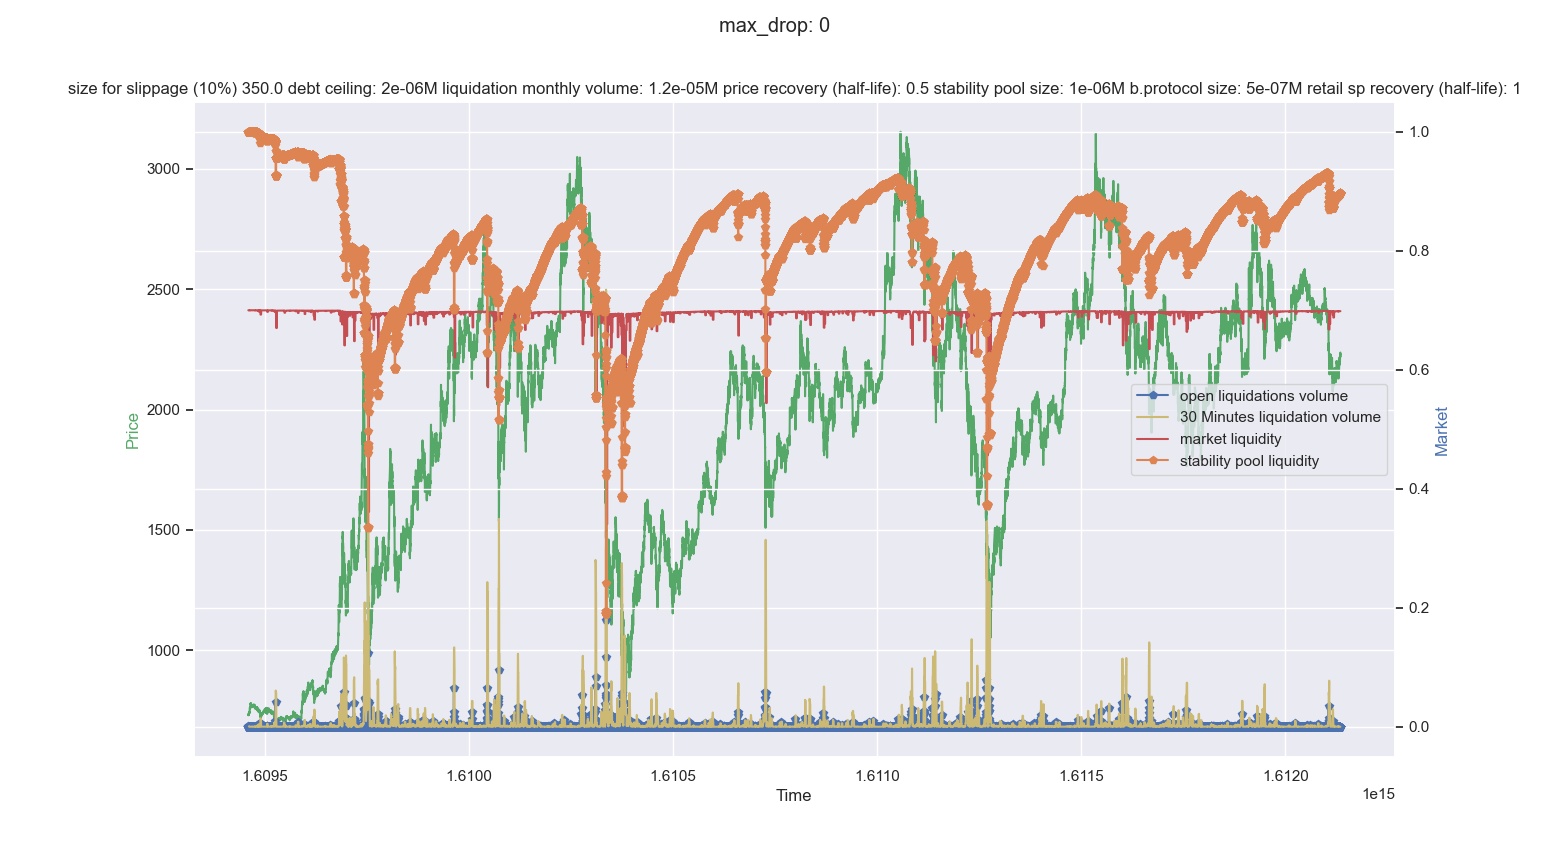 max_drop: 0
size for slippage (10%) 350.0 debt ceiling: 2e-06M liquidation monthly volume: 1.2e-05M price recovery (half-life): 0.5 stability pool size: 1e-06M b.protocol size: 5e-07M retail sp recovery (half-life): 1
3000
2500
2000
1500
1000
Price
1.0
0.8
0.6
0.4
0.2
0.0
Market
open liquidations volume
30 Minutes liquidation volume
market liquidity
stability pool liquidity
1.6095 1.6100 1.6105 1.6110 1.6115 1.6120
Time
1e15